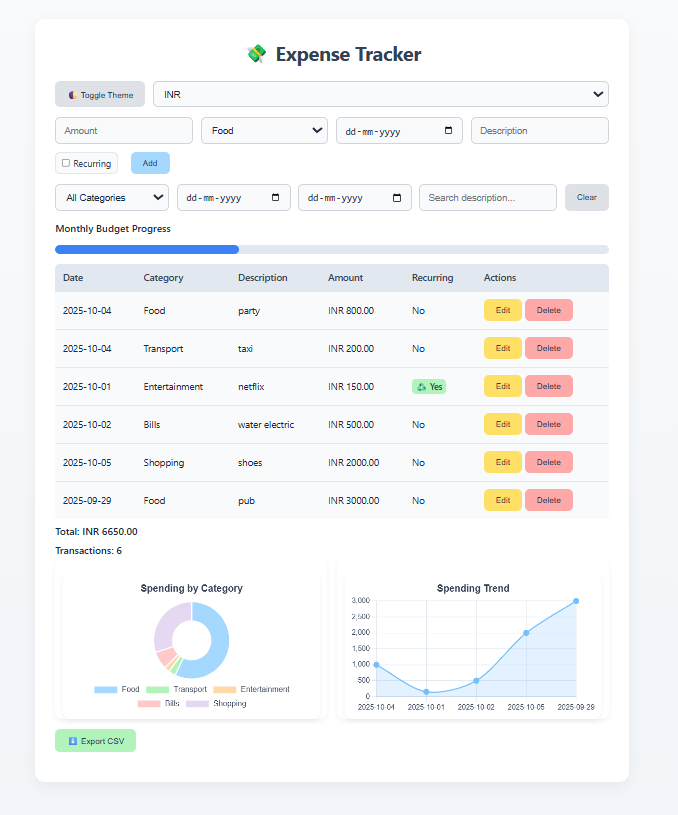 💸 Expense Tracker
Toggle Theme INR
Amount Food dd-mm-yyyy Description
Recurring Add
All Categories dd-mm-yyyy dd-mm-yyyy Search description... Clear
Monthly Budget Progress
Date Category Description Amount Recurring Actions
2025-10-04 Food party INR 800.00 No Edit Delete
2025-10-04 Transport taxi INR 200.00 No Edit Delete
2025-10-01 Entertainment netflix INR 150.00 ♻️ Yes Edit Delete
2025-10-02 Bills water electric INR 500.00 No Edit Delete
2025-10-05 Shopping shoes INR 2000.00 No Edit Delete
2025-09-29 Food pub INR 3000.00 No Edit Delete
Total: INR 6650.00
Transactions: 6
Spending by Category
Food Transport Entertainment
Bills Shopping
Spending Trend
3,000
2,500
2,000
1,500
1,000
500
0
2025-10-04 2025-10-01 2025-10-02 2025-10-05 2025-09-29
⬇️ Export CSV